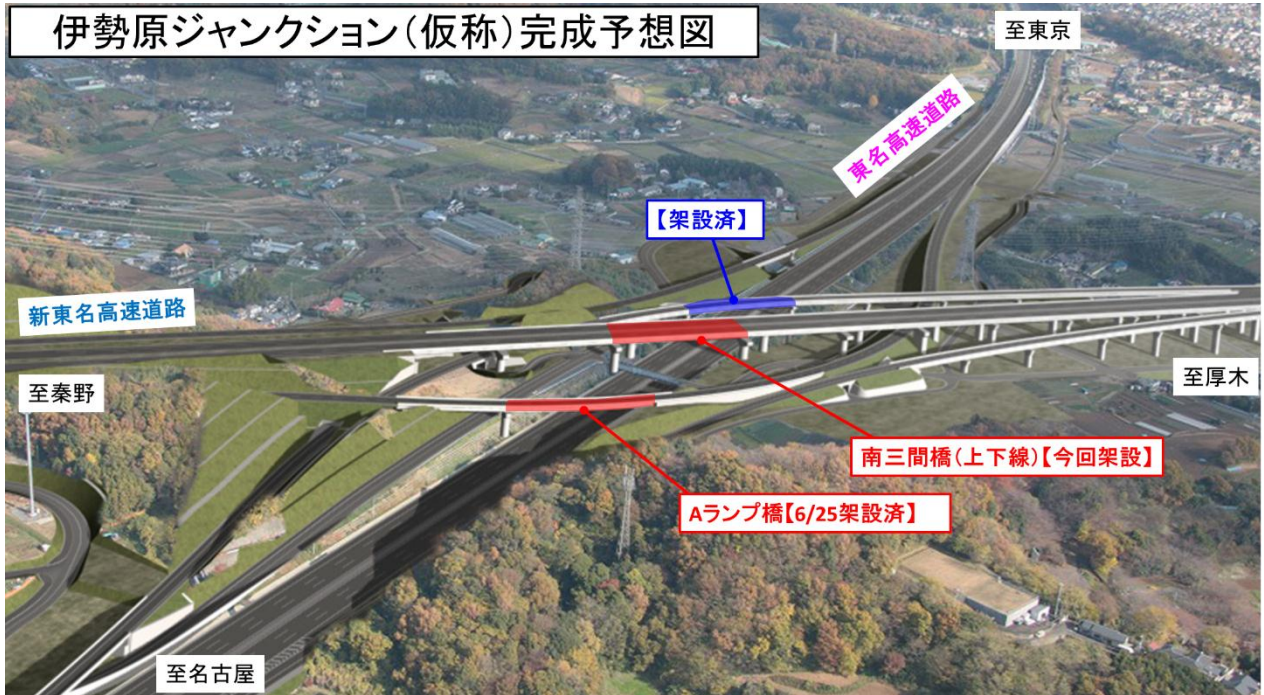 伊勢原ジャンクション(仮称)完成予想図
至東京
東名高速道路
【架設済】
新東名高速道路
至秦野
至厚木
南三間橋(上下線)【今回架設】
Aランプ橋【6/25架設済】
至名古屋